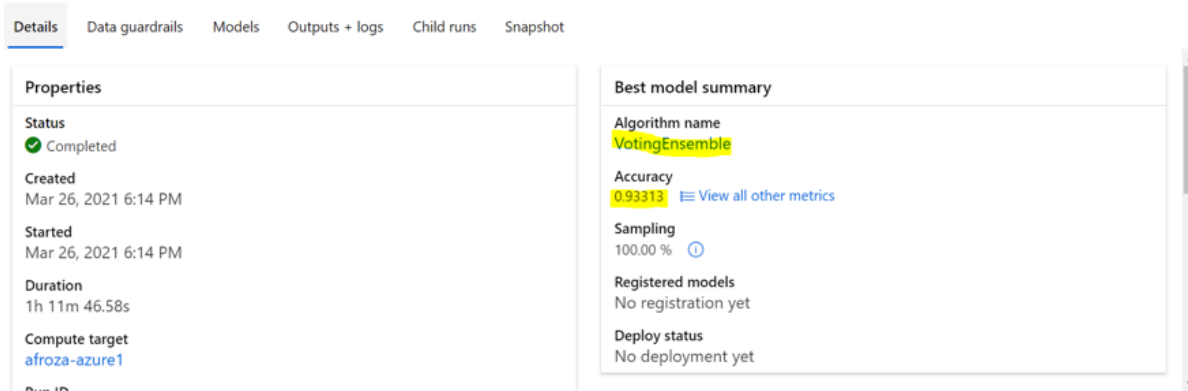 Details Data guardrails Models Outputs + logs Child runs Snapshot
Properties
Status
Completed
Created
Mar 26, 2021 6:14 PM
Started
Mar 26, 2021 6:14 PM
Duration
1h 11m 46.58s
Compute target
afroza-azure1
Run ID
Best model summary
Algorithm name
VotingEnsemble
Accuracy
0.93313 View all other metrics
Sampling
100.00 %
Registered models
No registration yet
Deploy status
No deployment yet